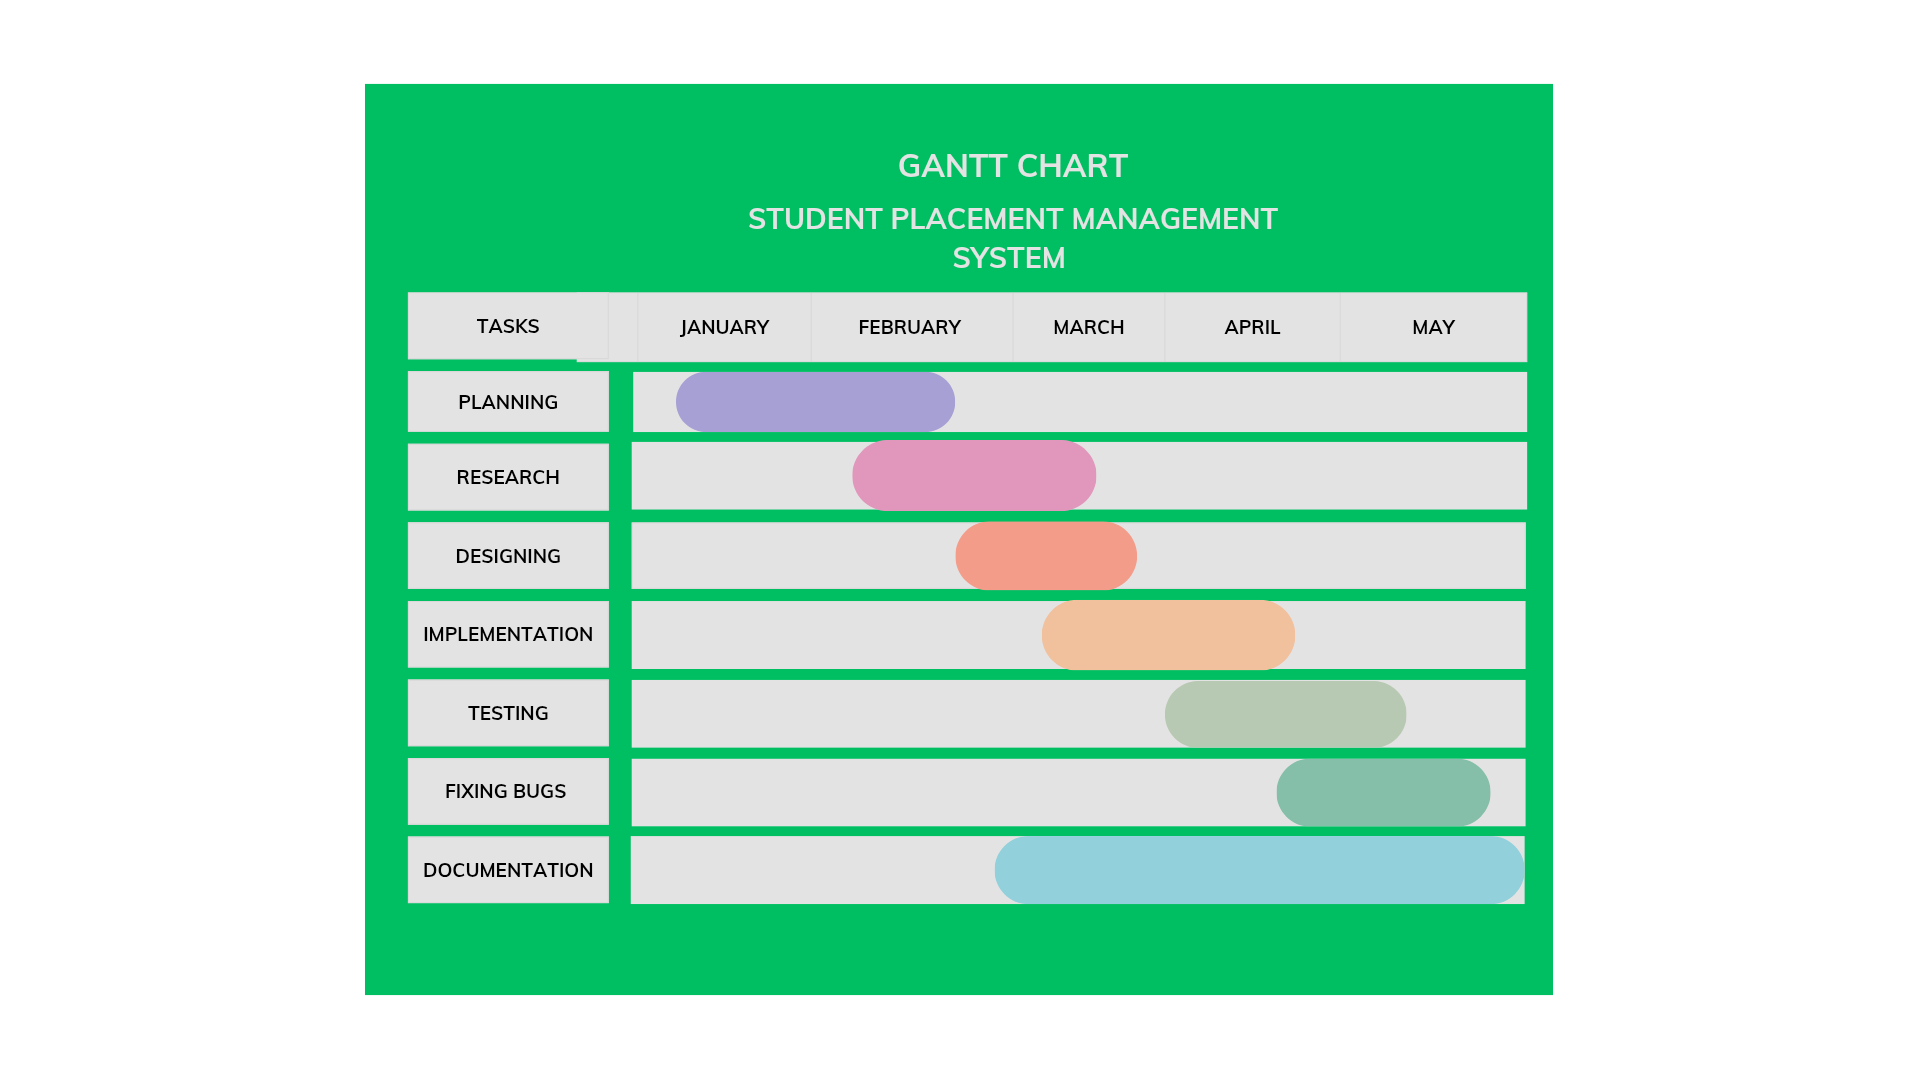 GANTT CHART
STUDENT PLACEMENT MANAGEMENT
SYSTEM
TASKS JANUARY FEBRUARY MARCH APRIL MAY
PLANNING
RESEARCH
DESIGNING
IMPLEMENTATION
TESTING
FIXING BUGS
DOCUMENTATION